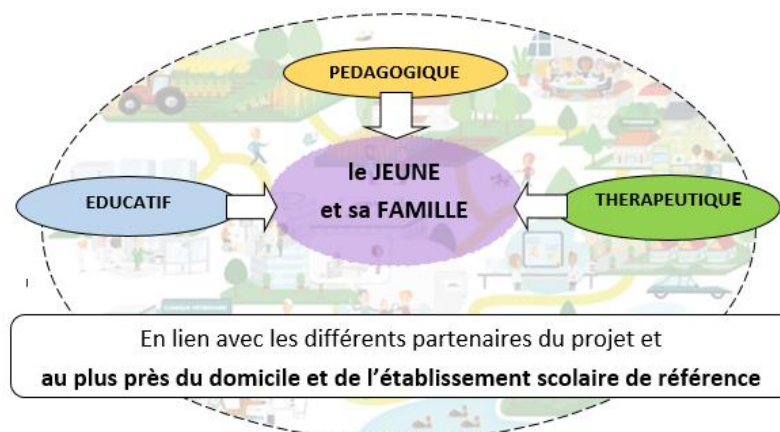 PEDAGOGIQUE
le JEUNE
et sa FAMILLE
EDUCATIF
THERAPEUTIQUE
En lien avec les différents partenaires du projet et
au plus près du domicile et de l'établissement scolaire de référence